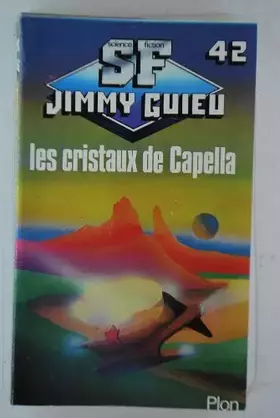 science fiction
SF 42
JIMMY GUIEU
les cristaux de Capella
Plon